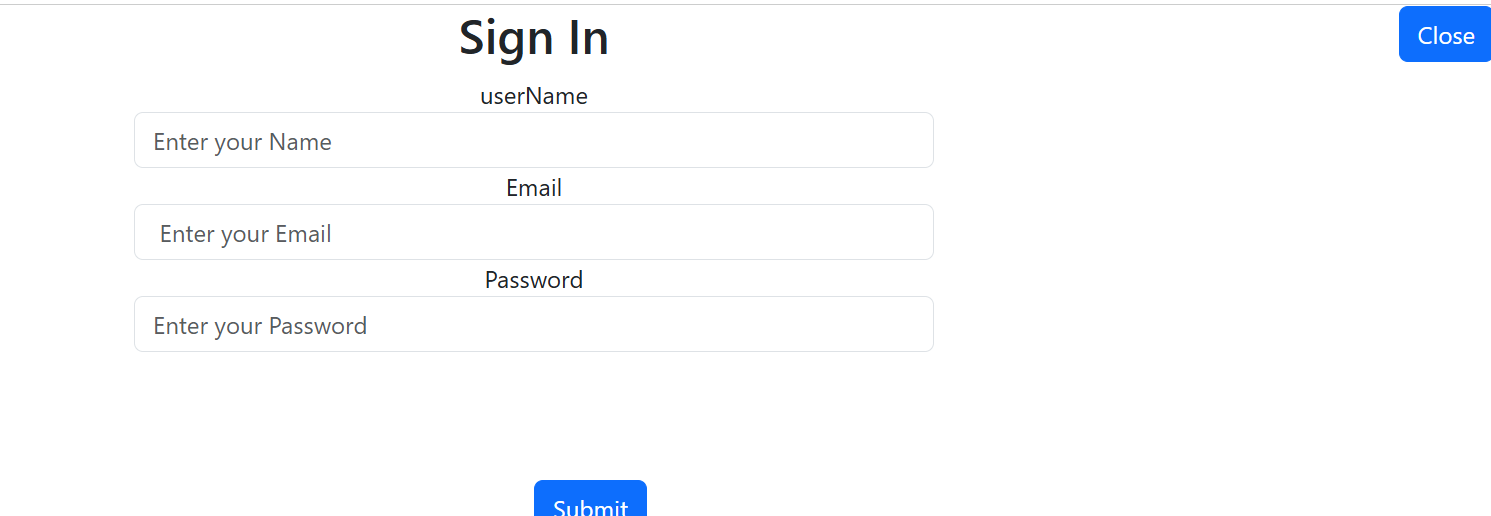 Sign In
Close
userName
Enter your Name
Email
Enter your Email
Password
Enter your Password
Submit